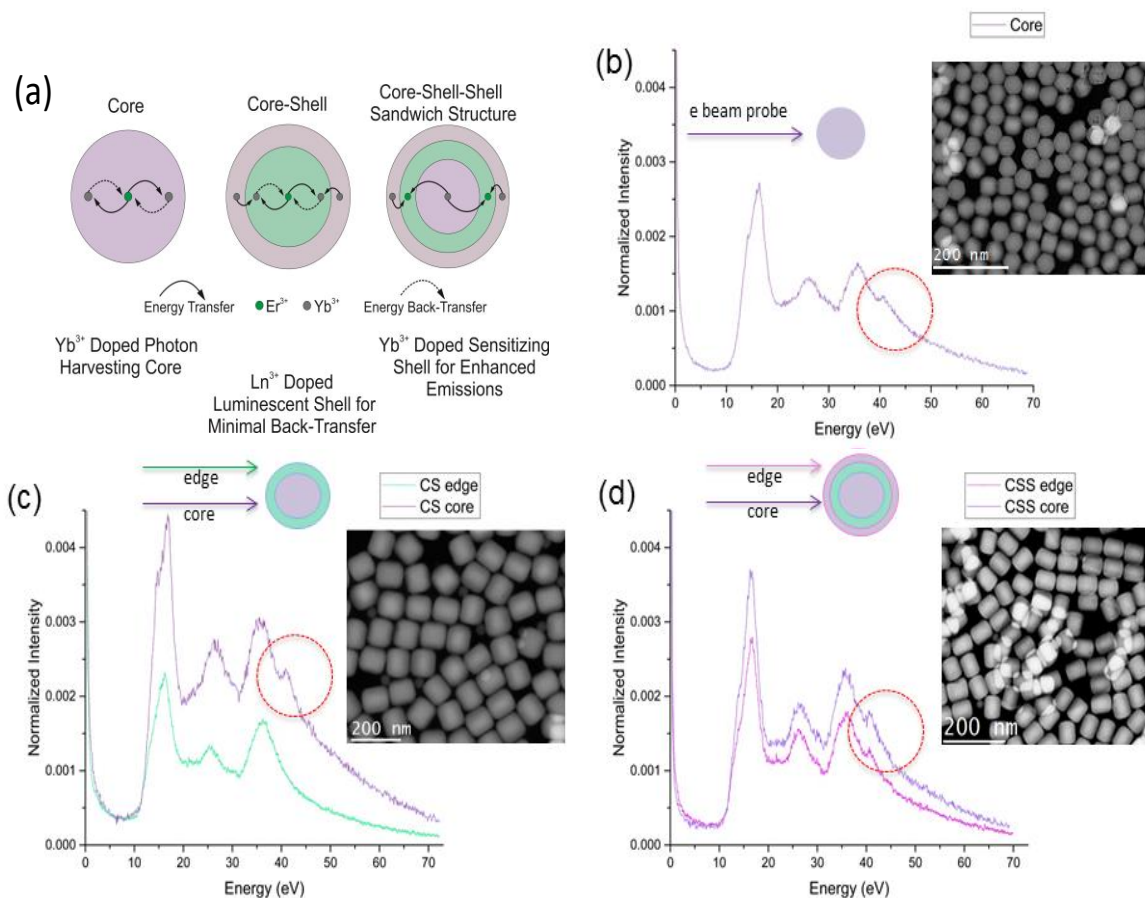 (a)
Core
Core-Shell
Core-Shell-Shell
Sandwich Structure
Energy Transfer
Er³⁺
Yb³⁺
Energy Back-Transfer
Yb³⁺ Doped Photon
Harvesting Core
Ln³⁺ Doped
Luminescent Shell for
Minimal Back-Transfer
Yb³⁺ Doped Sensitizing
Shell for Enhanced
Emissions
(b)
Core
e beam probe
200 nm
Normalized Intensity
0.004
0.003
0.002
0.001
0.000
0 10 20 30 40 50 60 70
Energy (eV)
(c)
edge
core
CS edge
CS core
200 nm
Normalized Intensity
0.004
0.003
0.002
0.001
0.000
0 10 20 30 40 50 60 70
Energy (eV)
(d)
edge
core
CSS edge
CSS core
200 nm
Normalized Intensity
0.004
0.003
0.002
0.001
0.000
0 10 20 30 40 50 60 70
Energy (eV)